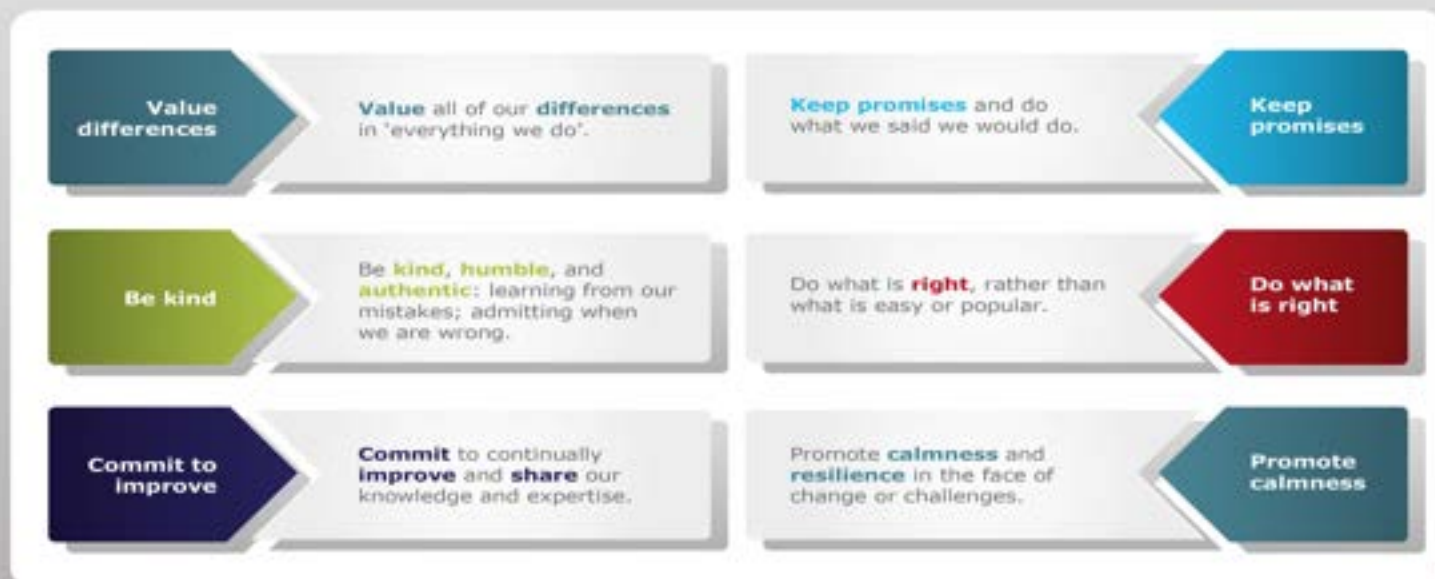 Value
differences
Value all of our differences
in 'everything we do'.
Keep promises and do
what we said we would do.
Keep
promises
Be kind
Be kind, humble, and
authentic: learning from our
mistakes; admitting when
we are wrong.
Do what is right, rather than
what is easy or popular.
Do what
is right
Commit to
improve
Commit to continually
improve and share our
knowledge and expertise.
Promote calmness and
resilience in the face of
change or challenges.
Promote
calmness